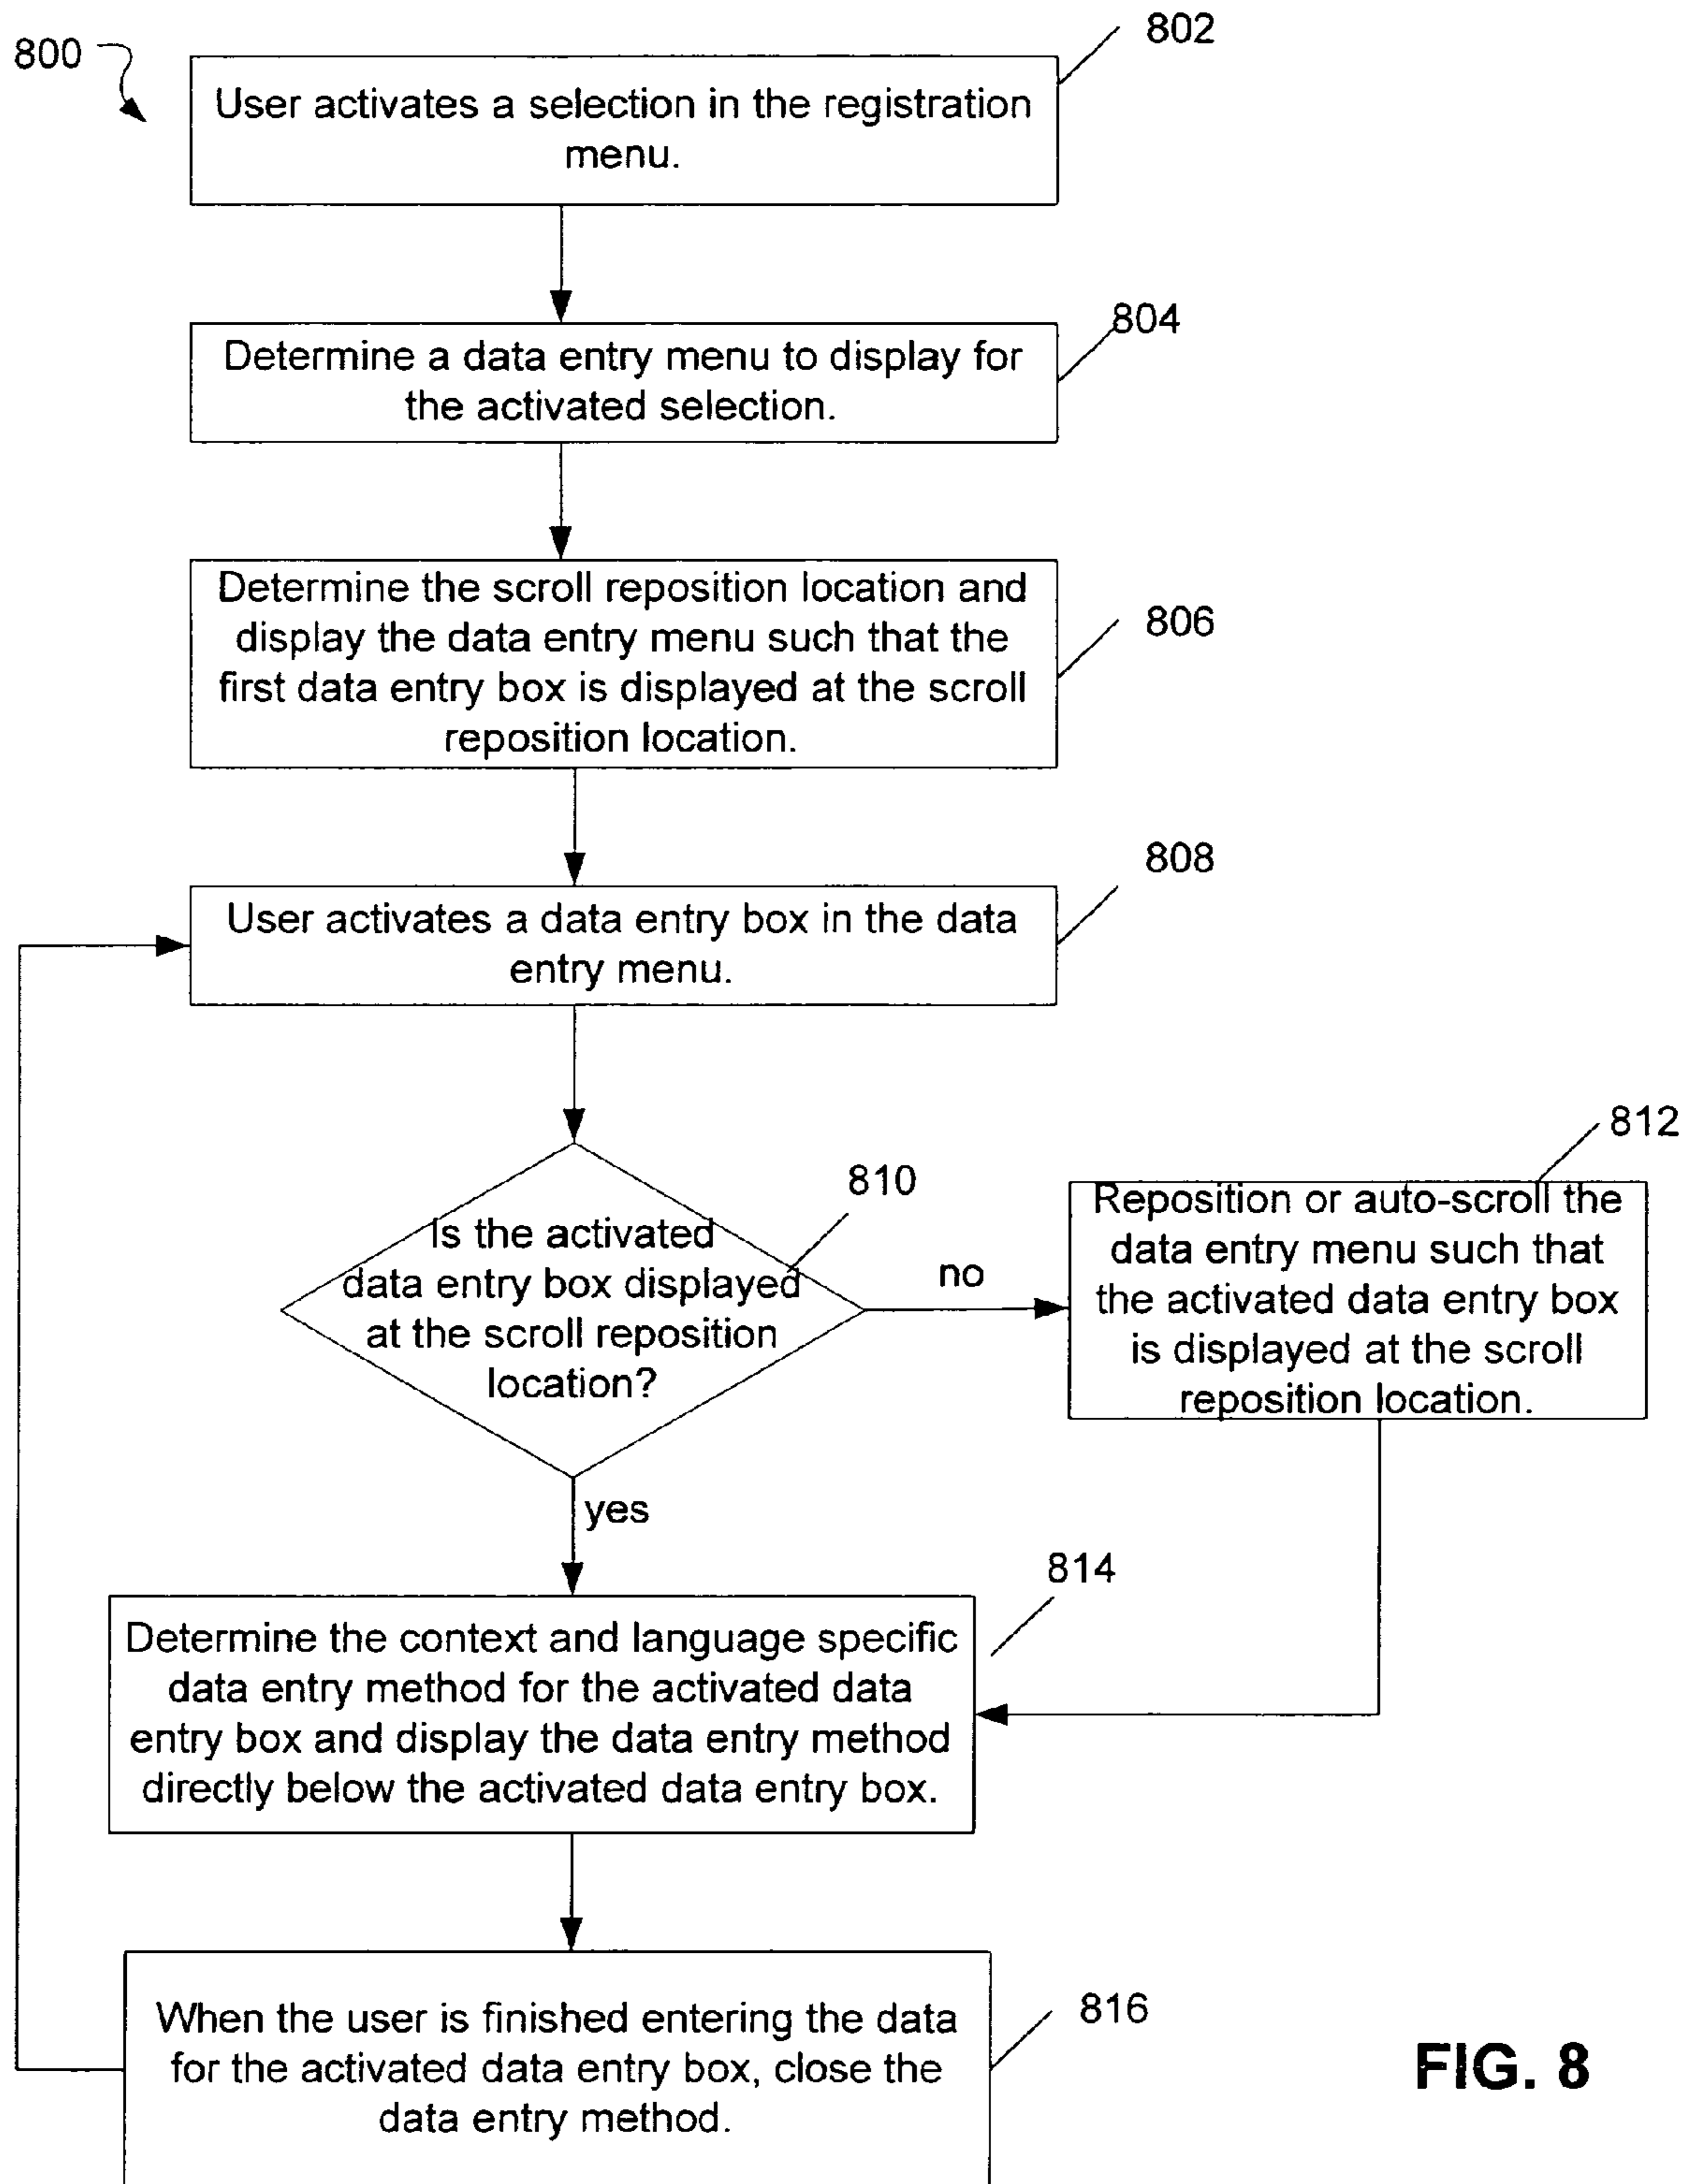 800
802
User activates a selection in the registration
menu.
804
Determine a data entry menu to display for
the activated selection.
Determine the scroll reposition location and
display the data entry menu such that the
first data entry box is displayed at the scroll
reposition location.
806
808
User activates a data entry box in the data
entry menu.
810
Is the activated
data entry box displayed
at the scroll reposition
location?
no
812
Reposition or auto-scroll the
data entry menu such that
the activated data entry box
is displayed at the scroll
reposition location.
yes
814
Determine the context and language specific
data entry method for the activated data
entry box and display the data entry method
directly below the activated data entry box.
816
When the user is finished entering the data
for the activated data entry box, close the
data entry method.
FIG. 8